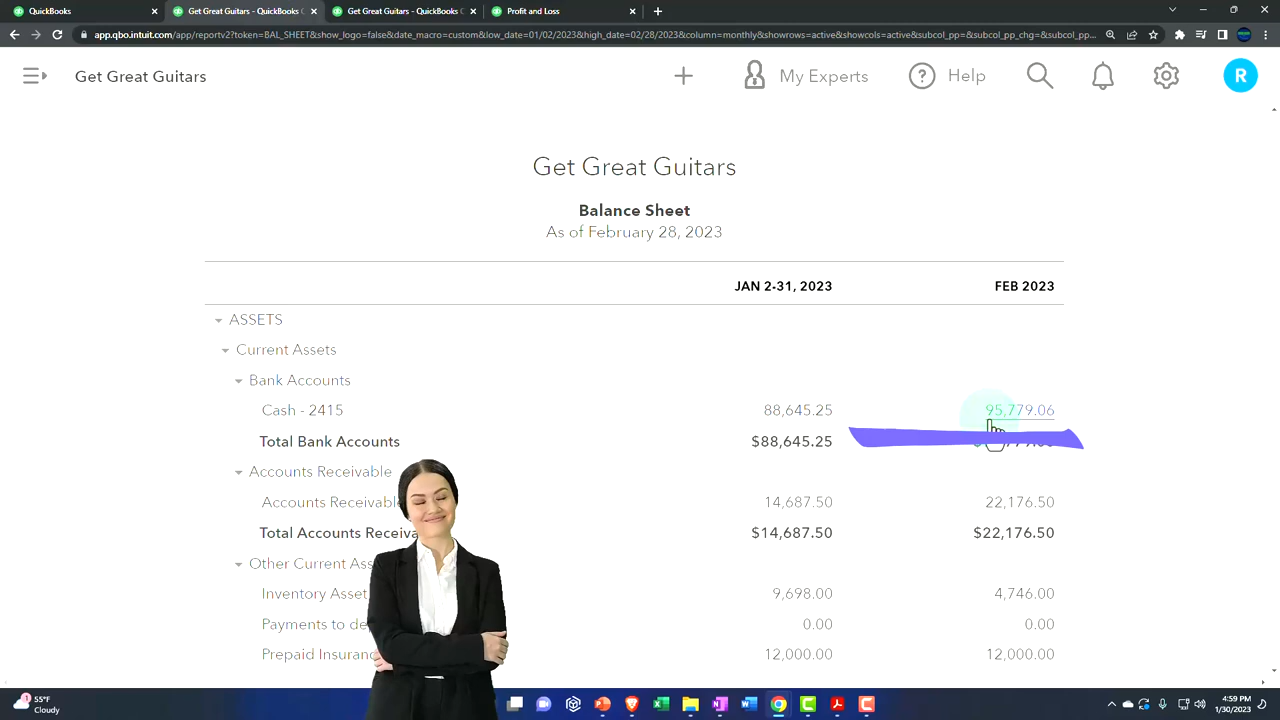 QuickBooks
Get Great Guitars - QuickBooks C
Get Great Guitars - QuickBooks C
Profit and Loss
app.qbo.intuit.com/app/reportv2?token=BAL_SHEET&show_logo=false&date_macro=custom&low_date=01/02/2023&high_date=02/28/2023&column=monthly&showrows=active&showcols=active&subcol_pp=&subcol_pp_chg=&subcol_pp...
Get Great Guitars
My Experts
Help
R
Get Great Guitars
Balance Sheet
As of February 28, 2023
JAN 2-31, 2023 FEB 2023
ASSETS
Current Assets
Bank Accounts
Cash - 2415 88,645.25 95,779.06
Total Bank Accounts $88,645.25
Accounts Receivable
Accounts Receivable 14,687.50 22,176.50
Total Accounts Receiva $14,687.50 $22,176.50
Other Current Ass
Inventory Asset 9,698.00 4,746.00
Payments to de 0.00 0.00
Prepaid Insuranc 12,000.00 12,000.00
1
55°F
Cloudy
4:59 PM
1/30/2023